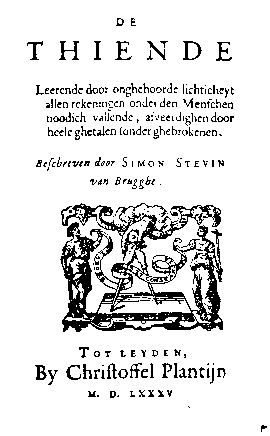 DE
THIENDE
Leerende door onghehoorde lichticheyt
allen rekeningen onder den Menſchen
noodich vallende, afveerdighen door
heele ghetalen ſonder ghebrokenen.
Beſchreven door SIMON STEVIN
van Brugghe.
TOT LEYDEN,
By Chriſtoffel Plantijn
M. D. LXXXV